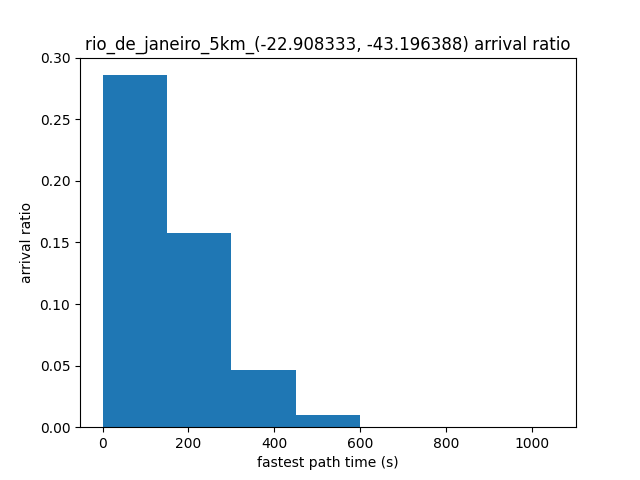 rio_de_janeiro_5km_(-22.908333, -43.196388) arrival ratio
0.30
0.25
0.20
0.15
0.10
0.05
0.00
arrival ratio
0 200 400 600 800 1000
fastest path time (s)